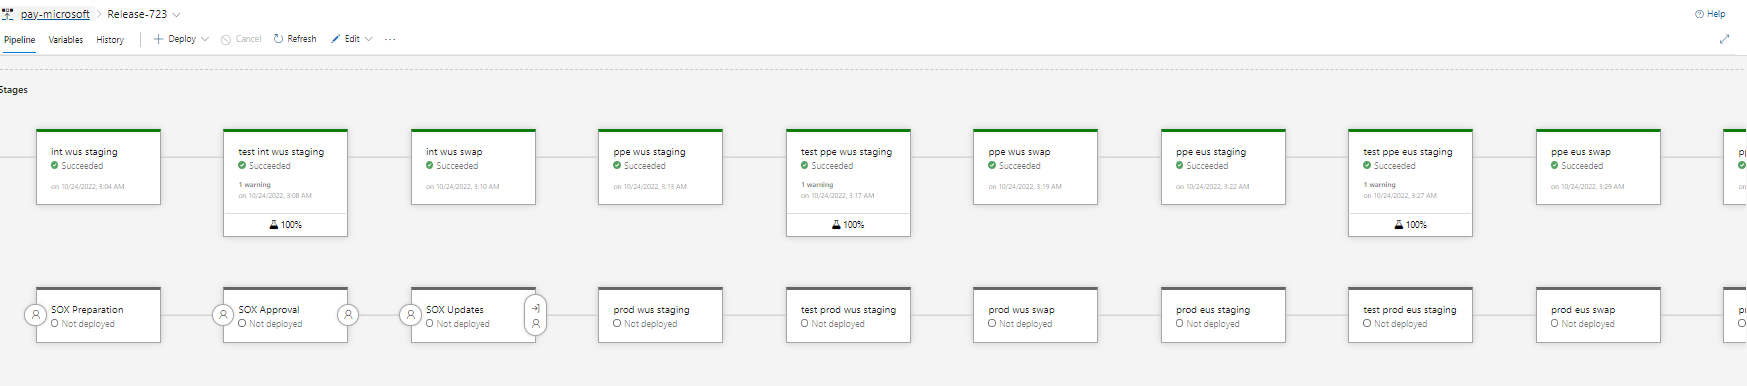 pay-microsoft > Release-723
Help
Pipeline Variables History Deploy Cancel Refresh Edit ...
Stages
int wus staging
Succeeded
on 10/24/2022, 3:04 AM
test int wus staging
Succeeded
1 warning
on 10/24/2022, 3:08 AM
100%
int wus swap
Succeeded
on 10/24/2022, 3:10 AM
ppe wus staging
Succeeded
on 10/24/2022, 3:13 AM
test ppe wus staging
Succeeded
1 warning
on 10/24/2022, 3:17 AM
100%
ppe wus swap
Succeeded
on 10/24/2022, 3:19 AM
ppe eus staging
Succeeded
on 10/24/2022, 3:22 AM
test ppe eus staging
Succeeded
1 warning
on 10/24/2022, 3:27 AM
100%
ppe eus swap
Succeeded
on 10/24/2022, 3:29 AM
SOX Preparation
Not deployed
SOX Approval
Not deployed
SOX Updates
Not deployed
prod wus staging
Not deployed
test prod wus staging
Not deployed
prod wus swap
Not deployed
prod eus staging
Not deployed
test prod eus staging
Not deployed
prod eus swap
Not deployed